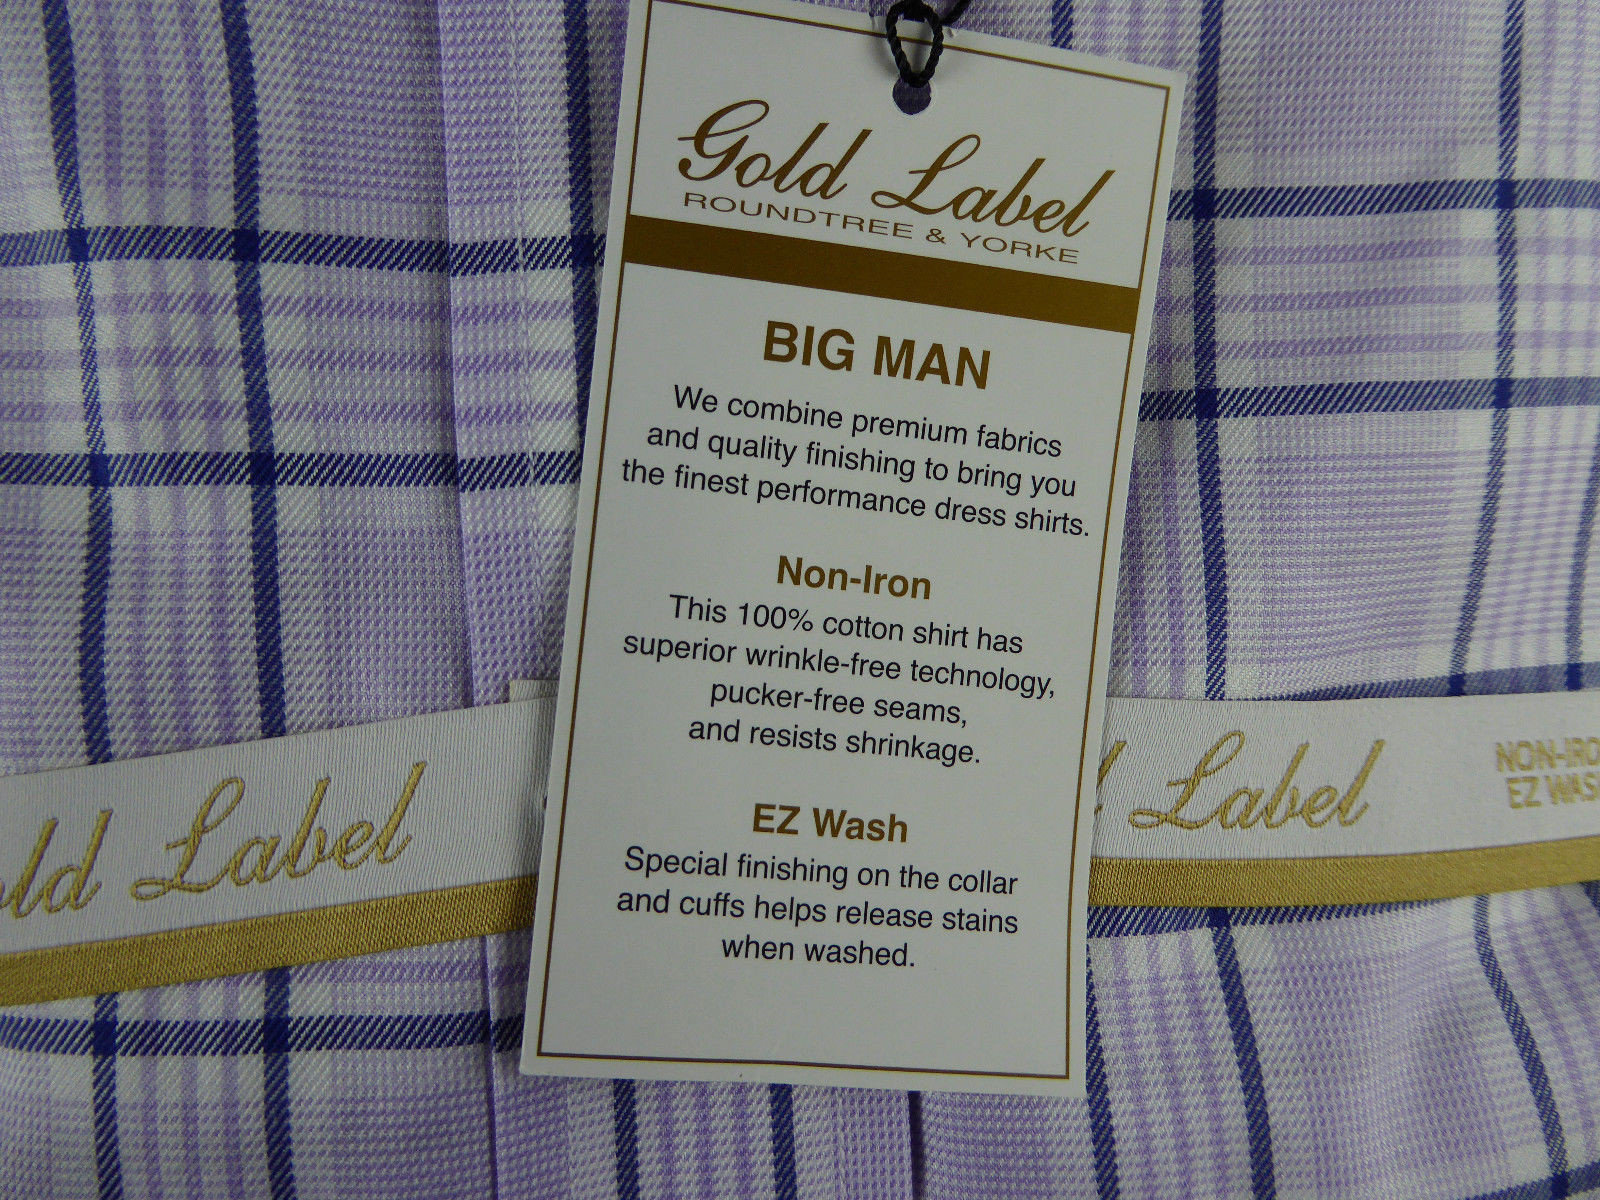 Gold Label
ROUNDTREE & YORKE
BIG MAN
We combine premium fabrics
and quality finishing to bring you
the finest performance dress shirts.
Non-Iron
This 100% cotton shirt has
superior wrinkle-free technology,
pucker-free seams,
and resists shrinkage.
EZ Wash
Special finishing on the collar
and cuffs helps release stains
when washed.
Label
Label
EZ